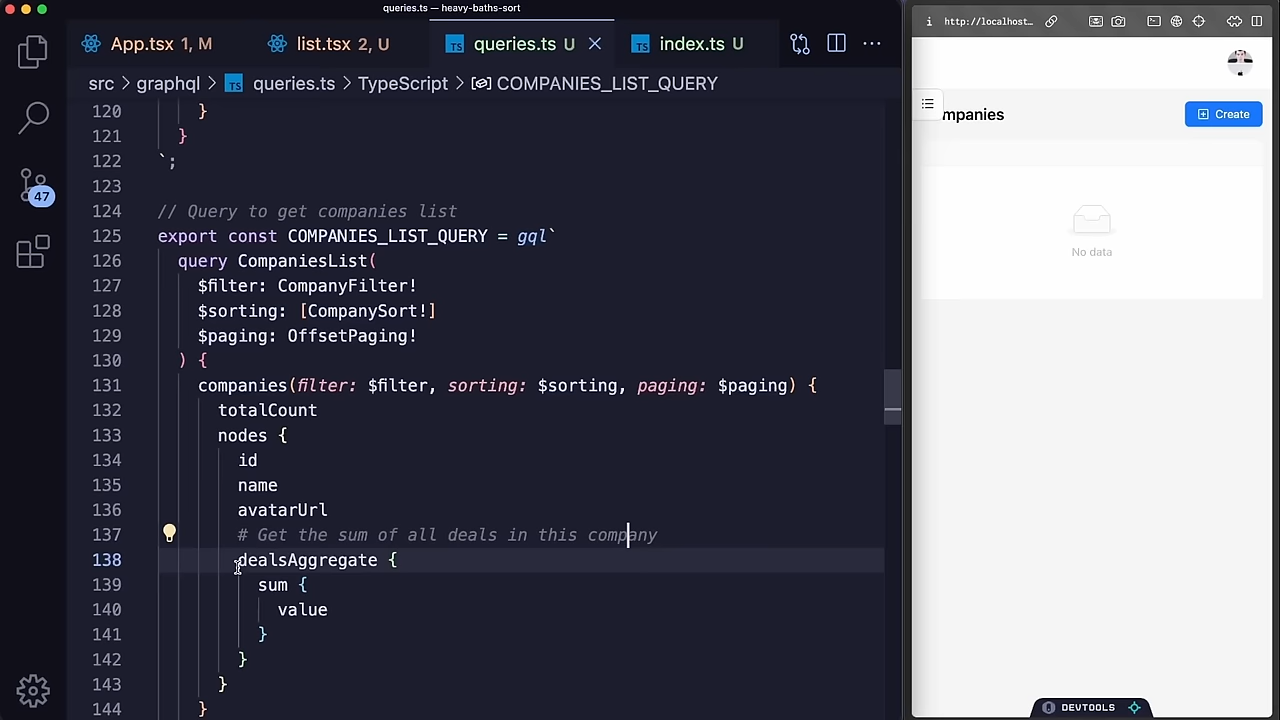 queries.ts — heavy-baths-sort
App.tsx 1, M
list.tsx 2, U
TS queries.ts U
TS index.ts U
src > graphql > TS queries.ts > TypeScript > COMPANIES_LIST_QUERY
120 }
121 }
122 `;
123
124 // Query to get companies list
125 export const COMPANIES_LIST_QUERY = gql`
126 query CompaniesList(
127 $filter: CompanyFilter!
128 $sorting: [CompanySort!]
129 $paging: OffsetPaging!
130 ) {
131 companies(filter: $filter, sorting: $sorting, paging: $paging) {
132 totalCount
133 nodes {
134 id
135 name
136 avatarUrl
137 # Get the sum of all deals in this company
138 dealsAggregate {
139 sum {
140 value
141 }
142 }
143 }
144 }
47
http://localhost...
mpanies
Create
No data
DEVTOOLS